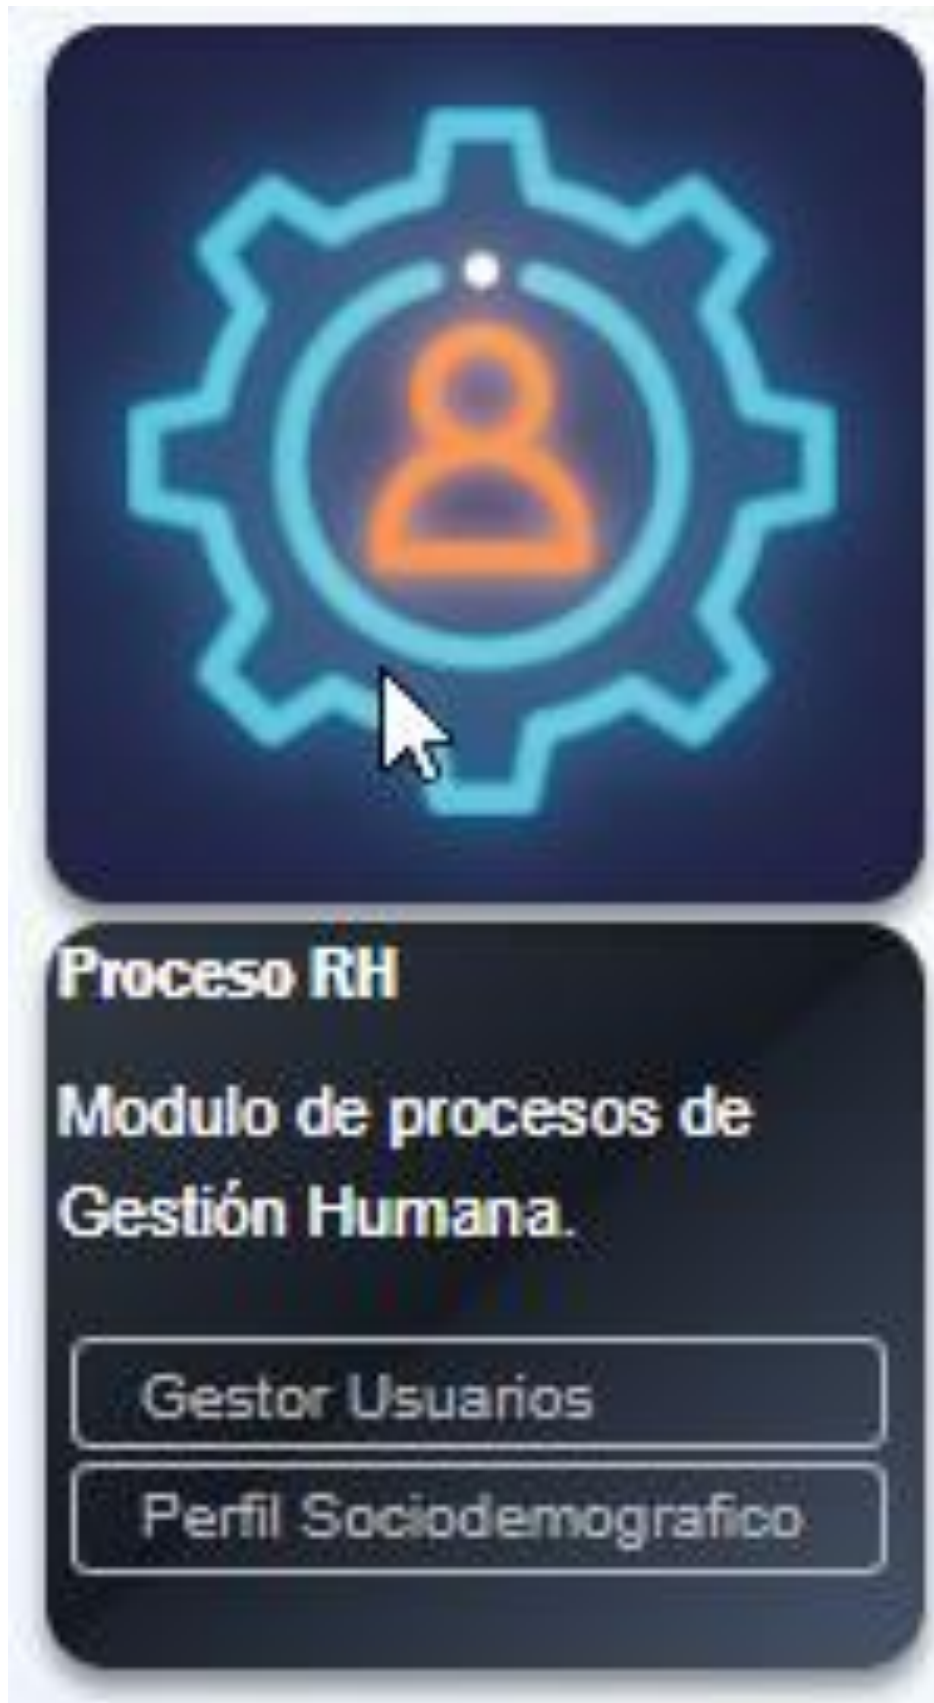 Proceso RH
Modulo de procesos de
Gestión Humana.
Gestor Usuarios
Perfil Sociodemografico